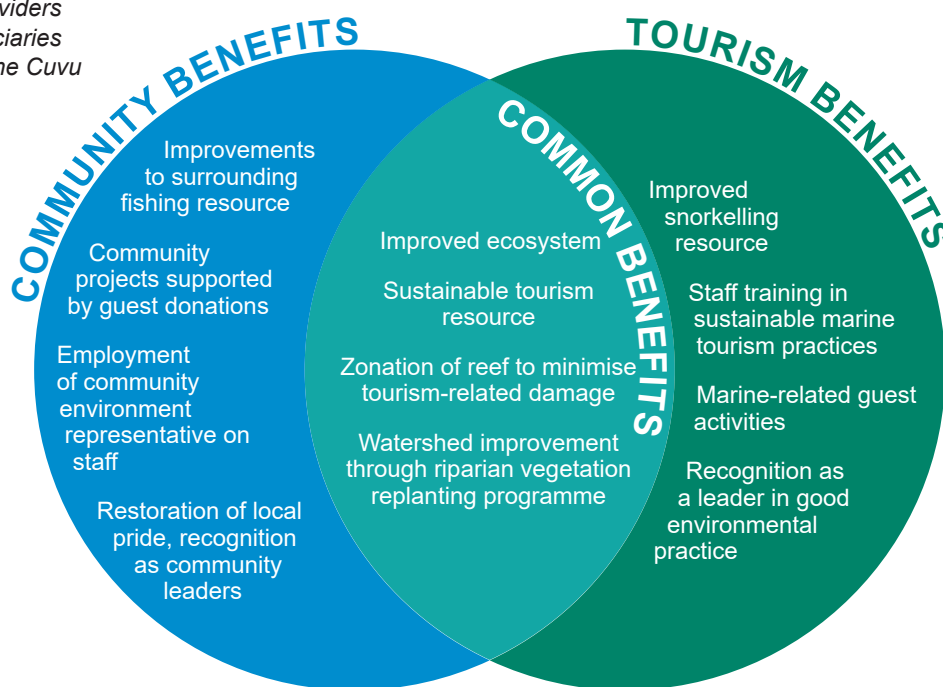 COMMUNITY BENEFITS
Improvements
to surrounding
fishing resource
Community
projects supported
by guest donations
Employment
of community
environment
representative on
staff
Restoration of local
pride, recognition
as community
leaders
COMMON BENEFITS
Improved ecosystem
Sustainable tourism
resource
Zonation of reef to minimise
tourism-related damage
Watershed improvement
through riparian vegetation
replanting programme
TOURISM BENEFITS
Improved
snorkelling
resource
Staff training in
sustainable marine
tourism practices
Marine-related guest
activities
Recognition as
a leader in good
environmental
practice
Cuvu